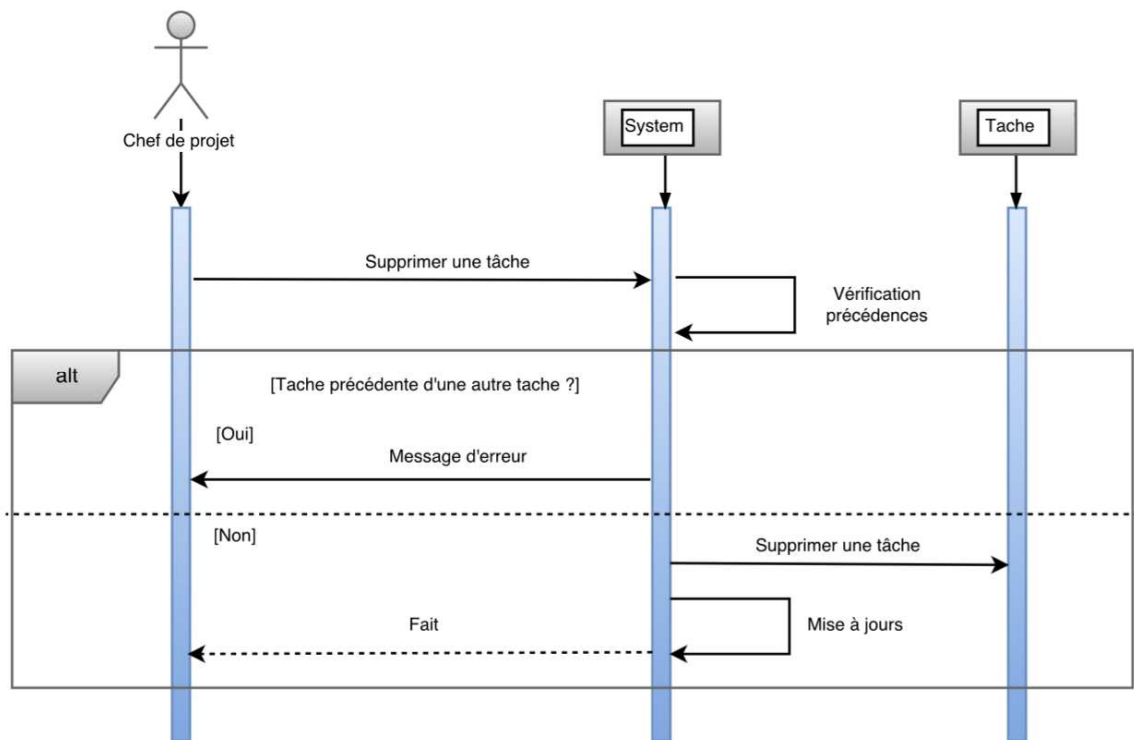 Chef de projet
System
Tache
Supprimer une tâche
Vérification
précédences
alt
[Tache précédente d'une autre tache ?]
[Oui]
Message d'erreur
[Non]
Supprimer une tâche
Fait
Mise à jours